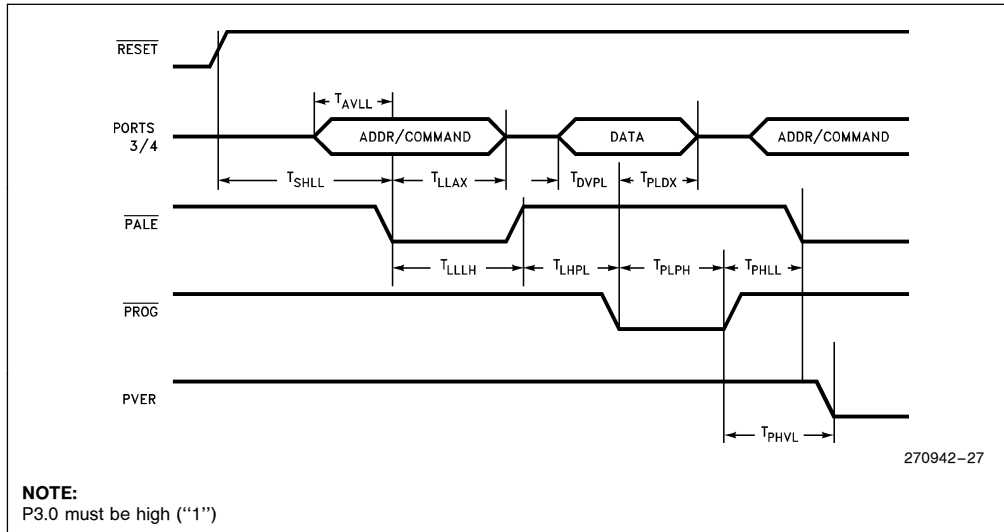 RESET
T_AVLL
PORTS
3/4
ADDR/COMMAND
DATA
ADDR/COMMAND
T_SHLL
T_LLAX
T_DVPL
T_PLDX
PALE
T_LLLH
T_LHPL
T_PLPH
T_PHLL
PROG
PVER
T_PHVL
270942–27
NOTE:
P3.0 must be high (‘‘1’’)